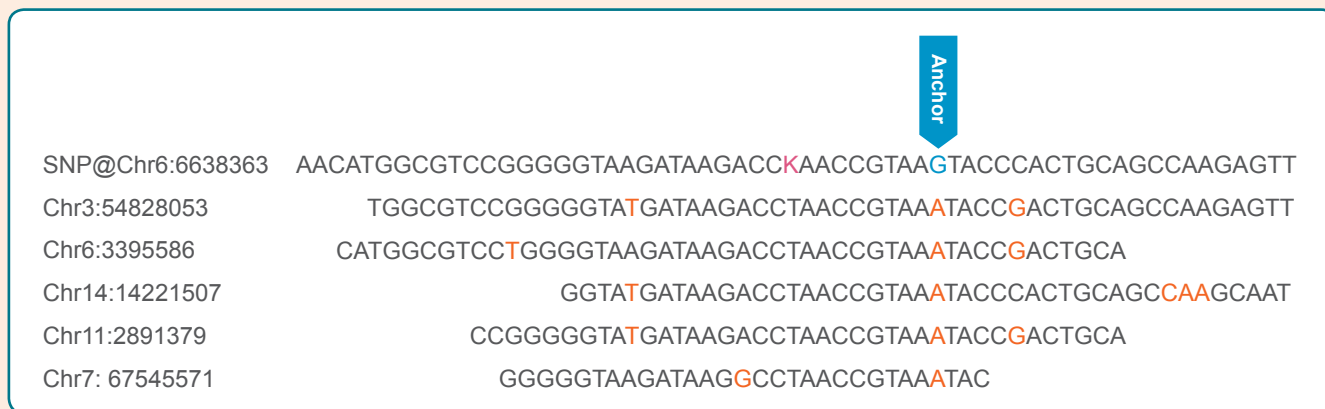 Anchor
SNP@Chr6:6638363 AACATGGCGTCCGGGGGTAAGATAAGACCKAACCGTAAGTACCCACTGCAGCCAAGAGTT
Chr3:54828053 TGGCGTCCGGGGGTATGATAAGACCTAACCGTAAATACCGACTGCAGCCAAGAGTT
Chr6:3395586 CATGGCGTCCTGGGGTAAGATAAGACCTAACCGTAAATACCGACTGCA
Chr14:14221507 GGTATGATAAGACCTAACCGTAAATACCCACTGCAGCCAAGCAAT
Chr11:2891379 CCGGGGGTATGATAAGACCTAACCGTAAATACCGACTGCA
Chr7: 67545571 GGGGGTAAGATAAGGCCTAACCGTAAATAC